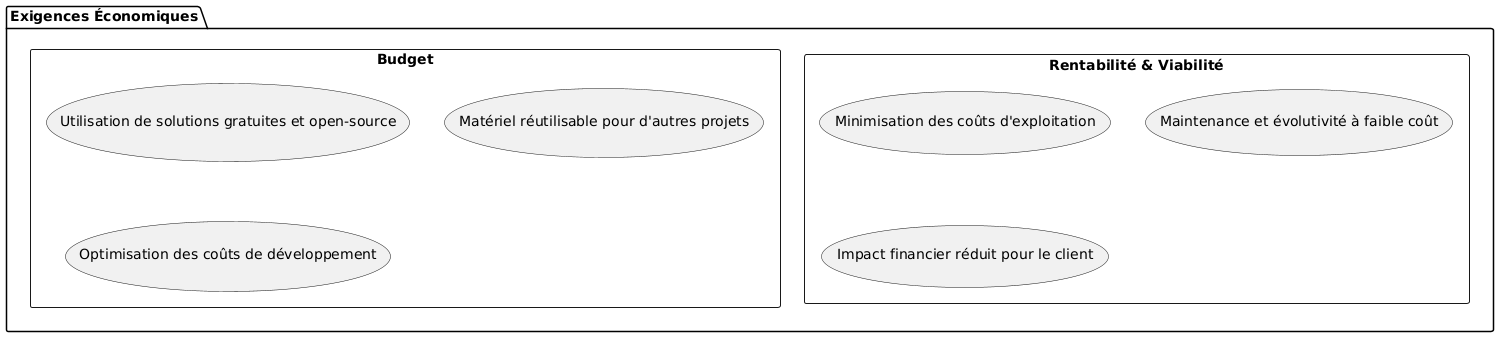 Exigences Économiques
Budget
Utilisation de solutions gratuites et open-source
Matériel réutilisable pour d'autres projets
Optimisation des coûts de développement
Rentabilité & Viabilité
Minimisation des coûts d'exploitation
Maintenance et évolutivité à faible coût
Impact financier réduit pour le client